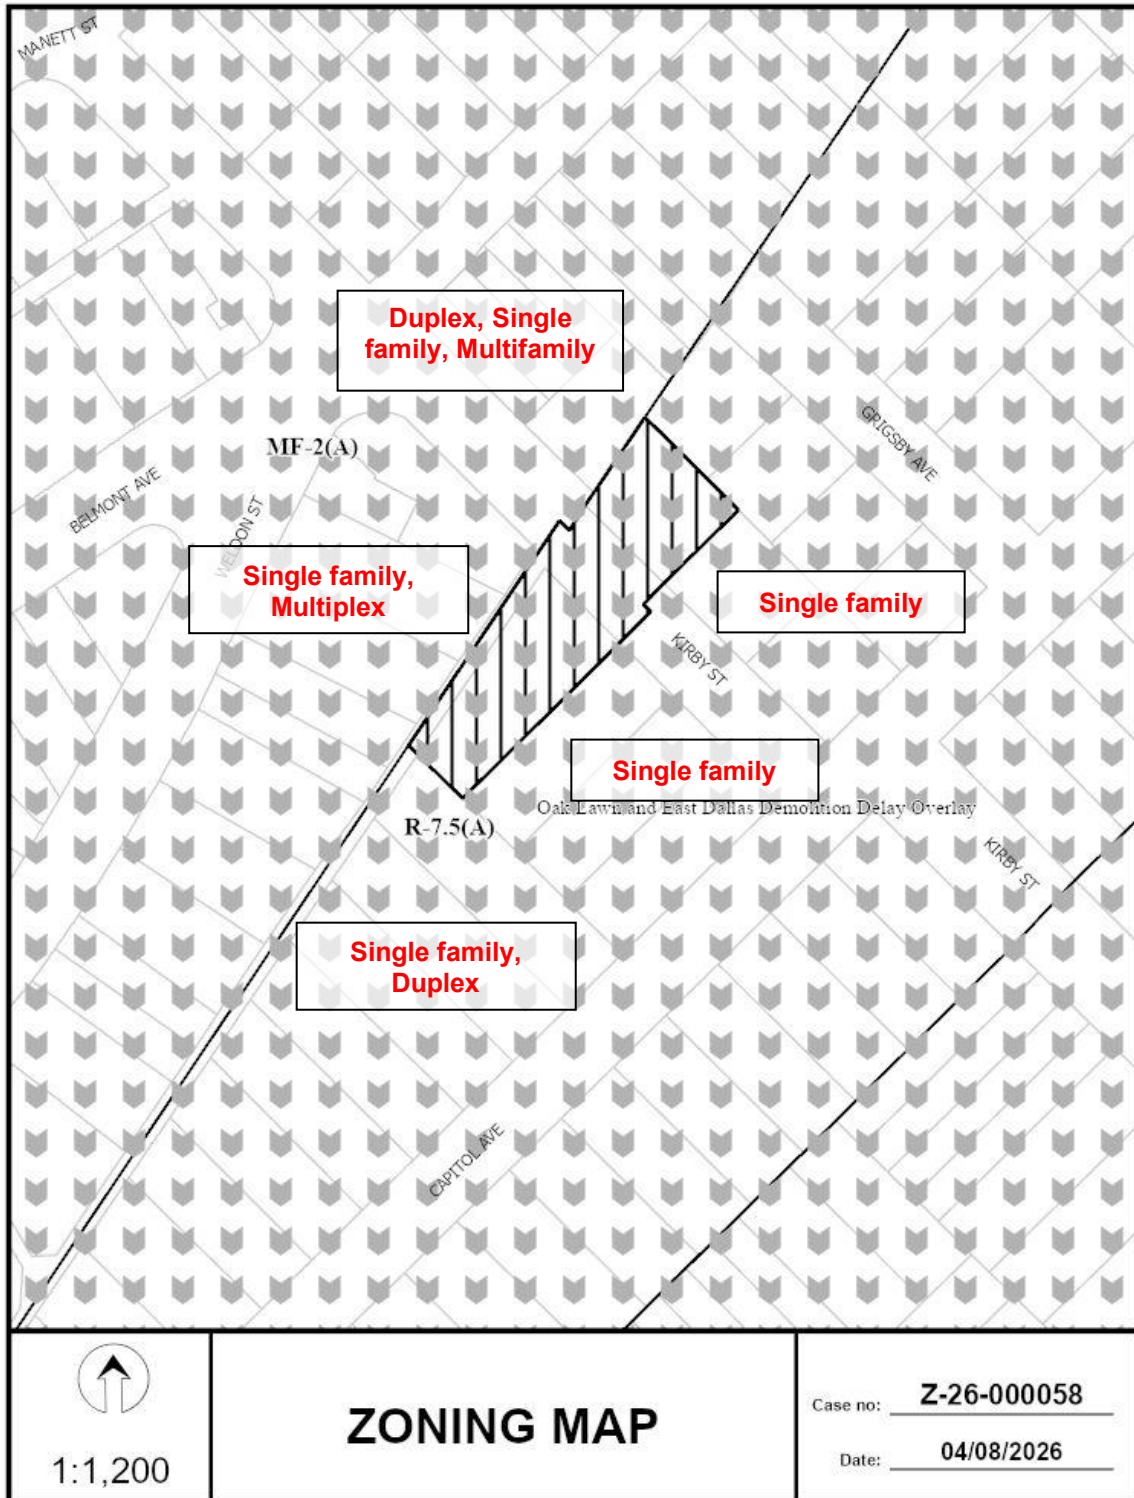 MANETT ST
Duplex, Single
family, Multifamily
GRIGSBY AVE
MF-2(A)
BELMONT AVE
WELDON ST
Single family,
Multiplex
Single family
KIRBY ST
Single family
Oak Lawn and East Dallas Demolition Delay Overlay
R-7.5(A)
KIRBY ST
Single family,
Duplex
CAPITOL AVE
1:1,200
ZONING MAP
Case no: Z-26-000058
Date: 04/08/2026